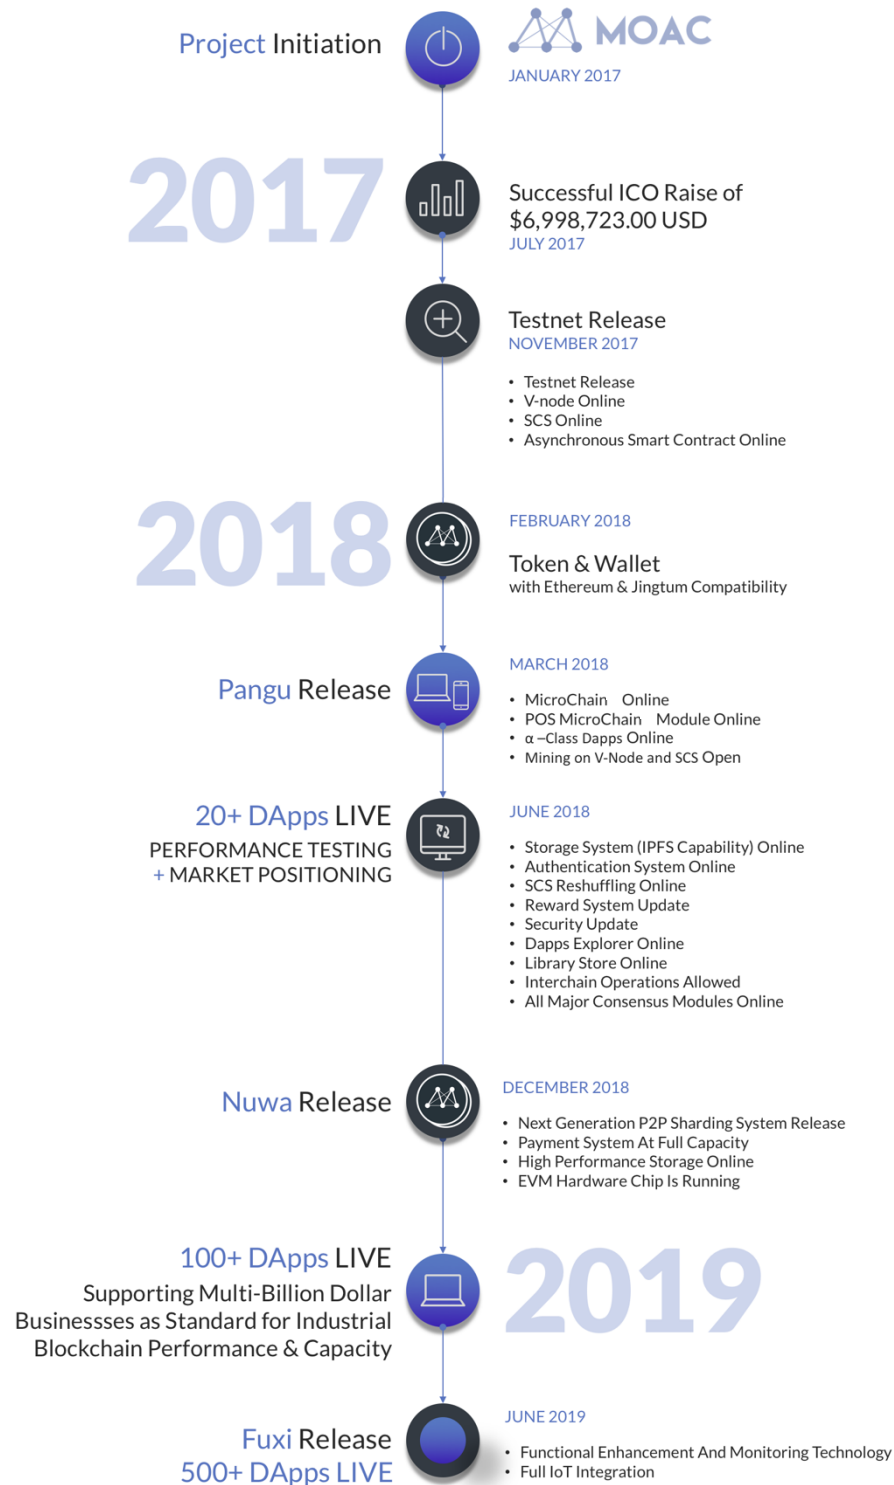 Project Initiation
MOAC
JANUARY 2017
2017
Successful ICO Raise of
$6,998,723.00 USD
JULY 2017
Testnet Release
NOVEMBER 2017
• Testnet Release
• V-node Online
• SCS Online
• Asynchronous Smart Contract Online
2018
FEBRUARY 2018
Token & Wallet
with Ethereum & Jingtum Compatibility
Pangu Release
MARCH 2018
• MicroChain Online
• POS MicroChain Module Online
• α –Class Dapps Online
• Mining on V-Node and SCS Open
20+ DApps LIVE
PERFORMANCE TESTING
+ MARKET POSITIONING
JUNE 2018
• Storage System (IPFS Capability) Online
• Authentication System Online
• SCS Reshuffling Online
• Reward System Update
• Security Update
• Dapps Explorer Online
• Library Store Online
• Interchain Operations Allowed
• All Major Consensus Modules Online
Nuwa Release
DECEMBER 2018
• Next Generation P2P Sharding System Release
• Payment System At Full Capacity
• High Performance Storage Online
• EVM Hardware Chip Is Running
100+ DApps LIVE
Supporting Multi-Billion Dollar
Businessses as Standard for Industrial
Blockchain Performance & Capacity
2019
Fuxi Release
500+ DApps LIVE
JUNE 2019
• Functional Enhancement And Monitoring Technology
• Full IoT Integration